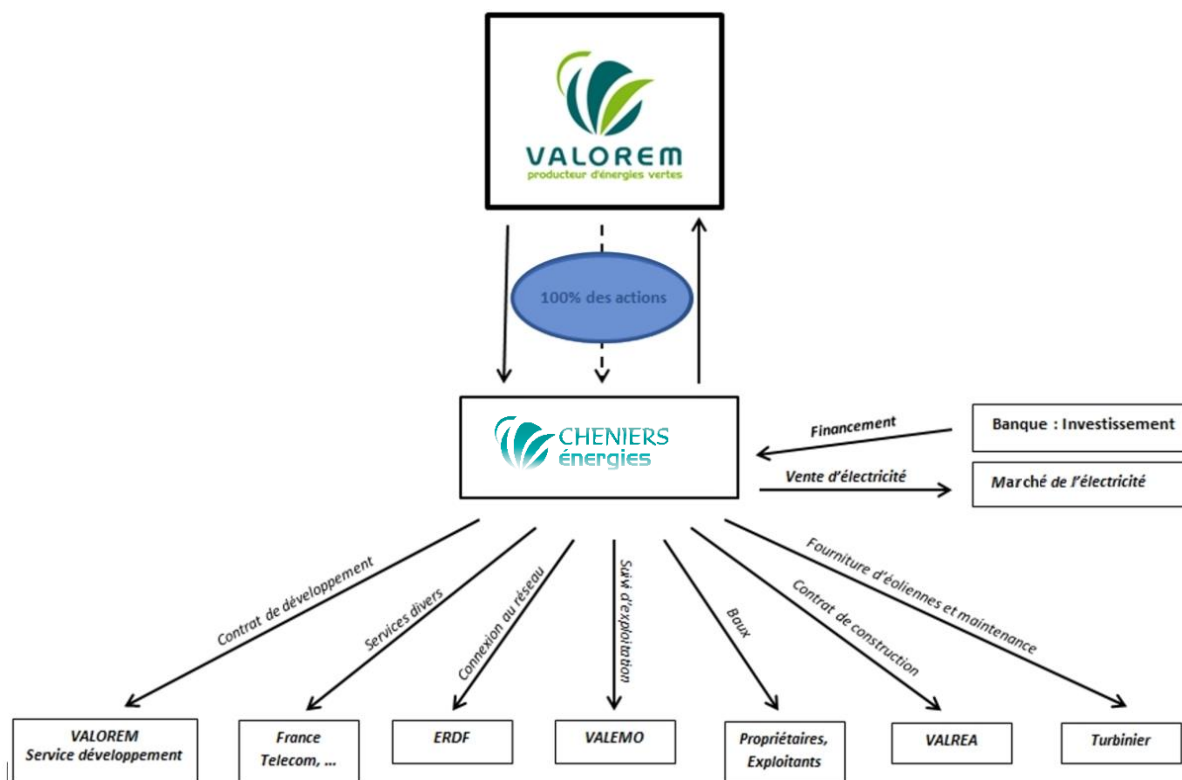 VALOREM
producteur d'énergies vertes
100% des actions
CHENIERS
énergies
Financement
Banque : Investissement
Vente d'électricité
Marché de l'électricité
Contrat de développement
Services divers
Connexion au réseau
Suivi d'exploitation
Baux
Contrat de construction
Fourniture d'éoliennes et maintenance
VALOREM
Service développement
France
Telecom, ...
ERDF
VALEMO
Propriétaires,
Exploitants
VALREA
Turbinier